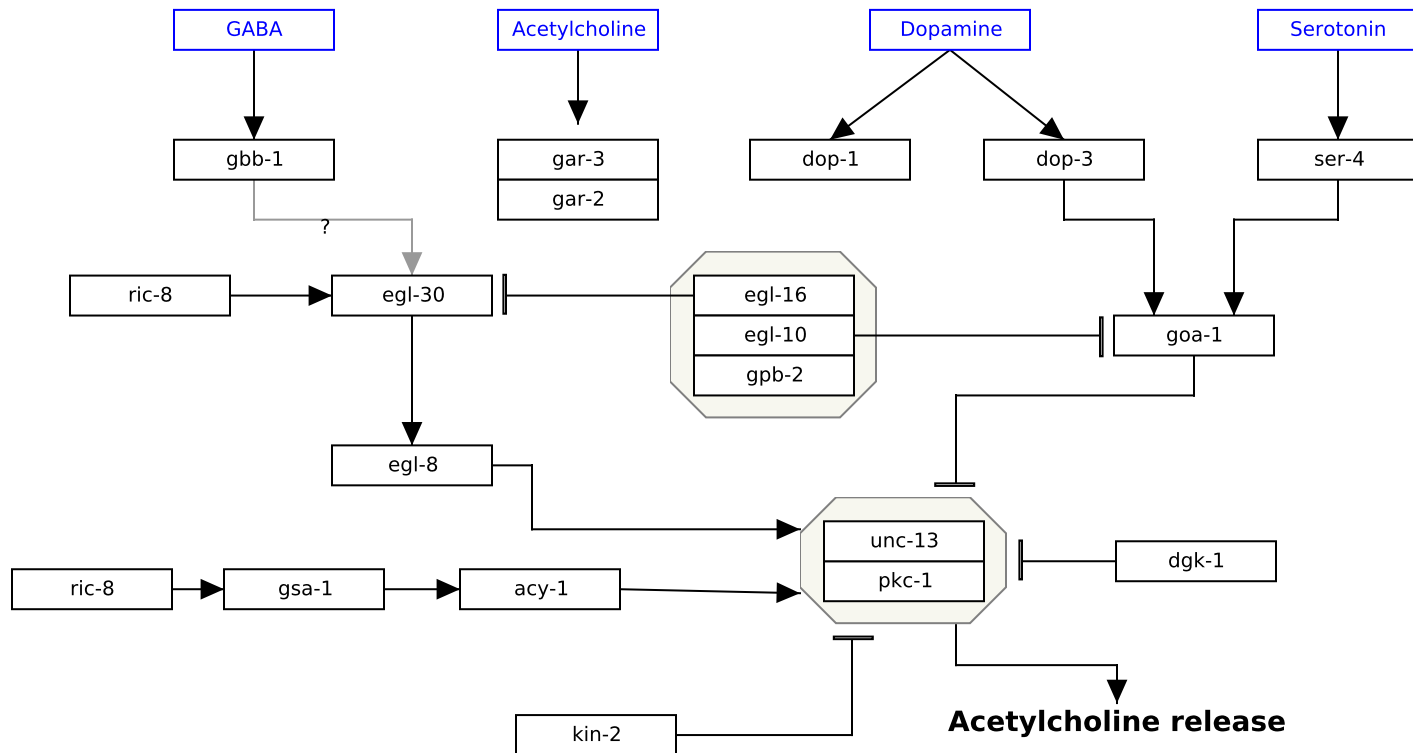 GABA
Acetylcholine
Dopamine
Serotonin
gbb-1
gar-3
dop-1
dop-3
ser-4
gar-2
?
ric-8
egl-30
egl-16
egl-10
goa-1
gpb-2
egl-8
unc-13
dgk-1
pkc-1
ric-8
gsa-1
acy-1
Acetylcholine release
kin-2